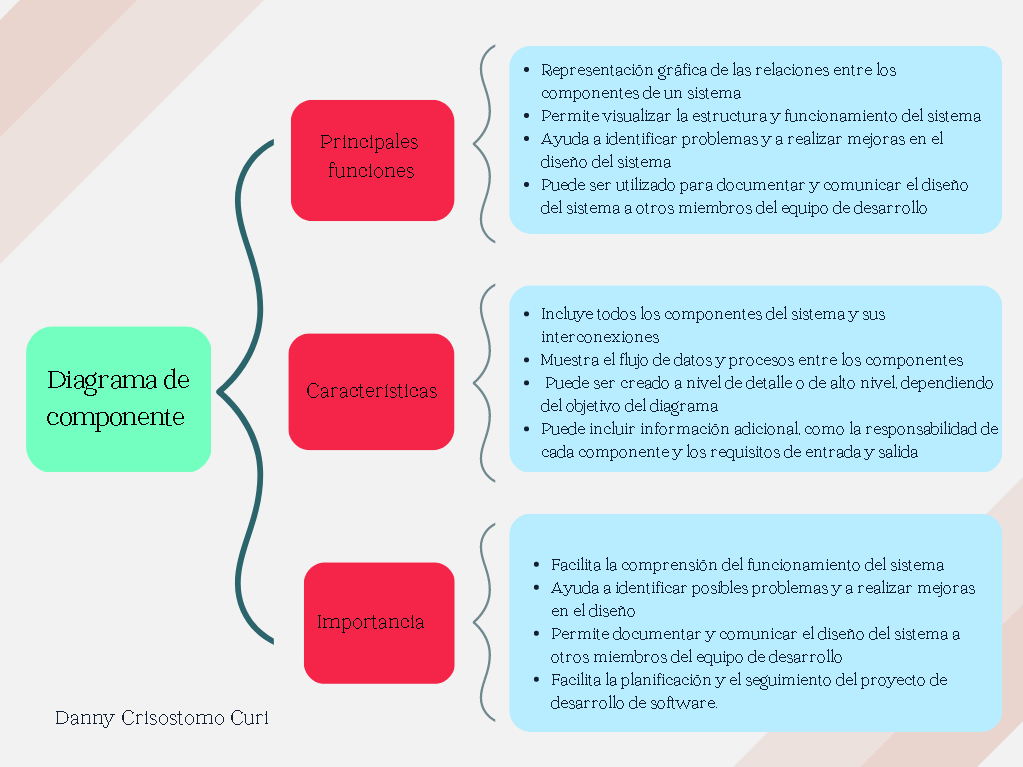 Diagrama de
componente
Principales
funciones
• Representación gráfica de las relaciones entre los
componentes de un sistema
• Permite visualizar la estructura y funcionamiento del sistema
• Ayuda a identificar problemas y a realizar mejoras en el
diseño del sistema
• Puede ser utilizado para documentar y comunicar el diseño
del sistema a otros miembros del equipo de desarrollo
Características
• Incluye todos los componentes del sistema y sus
interconexiones
• Muestra el flujo de datos y procesos entre los componentes
• Puede ser creado a nivel de detalle o de alto nivel, dependiendo
del objetivo del diagrama
• Puede incluir información adicional, como la responsabilidad de
cada componente y los requisitos de entrada y salida
Importancia
• Facilita la comprensión del funcionamiento del sistema
• Ayuda a identificar posibles problemas y a realizar mejoras
en el diseño
• Permite documentar y comunicar el diseño del sistema a
otros miembros del equipo de desarrollo
• Facilita la planificación y el seguimiento del proyecto de
desarrollo de software.
Danny Crisostomo Curi